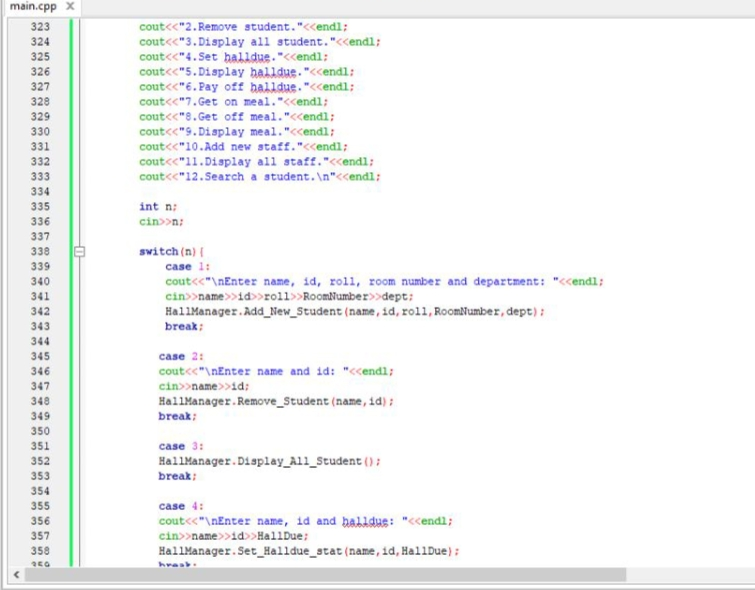 main.cpp X
323 cout<<"2.Remove student."<<endl;
324 cout<<"3.Display all student."<<endl;
325 cout<<"4.Set halldue."<<endl;
326 cout<<"5.Display halldue."<<endl;
327 cout<<"6.Pay off halldue."<<endl;
328 cout<<"7.Get on meal."<<endl;
329 cout<<"8.Get off meal."<<endl;
330 cout<<"9.Display meal."<<endl;
331 cout<<"10.Add new staff."<<endl;
332 cout<<"11.Display all staff."<<endl;
333 cout<<"12.Search a student.\n"<<endl;
334
335 int n;
336 cin>>n;
337
338 switch(n){
339 case 1:
340 cout<<"\nEnter name, id, roll, room number and department: "<<endl;
341 cin>>name>>id>>roll>>RoomNumber>>dept;
342 HallManager.Add_New_Student(name,id,roll,RoomNumber,dept);
343 break;
344
345 case 2:
346 cout<<"\nEnter name and id: "<<endl;
347 cin>>name>>id;
348 HallManager.Remove_Student(name,id);
349 break;
350
351 case 3:
352 HallManager.Display_All_Student();
353 break;
354
355 case 4:
356 cout<<"\nEnter name, id and halldue: "<<endl;
357 cin>>name>>id>>HallDue;
358 HallManager.Set_Halldue_stat(name,id,HallDue);
359 break;